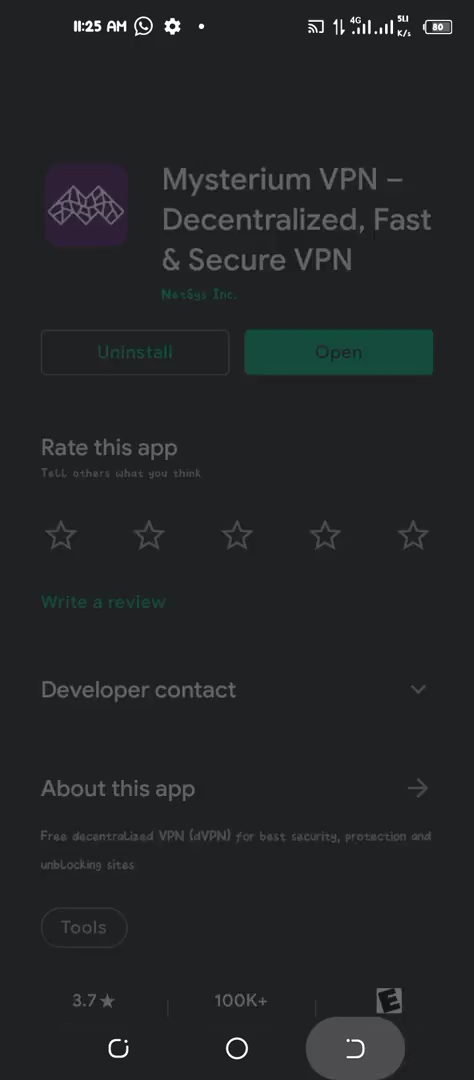 11:25 AM
4G
5.1
K/s
80
Mysterium VPN –
Decentralized, Fast
& Secure VPN
NetSys Inc.
Uninstall
Open
Rate this app
Tell others what you think
Write a review
Developer contact
About this app
Free decentralized VPN (dVPN) for best security, protection and
unblocking sites
Tools
3.7★
100K+
E